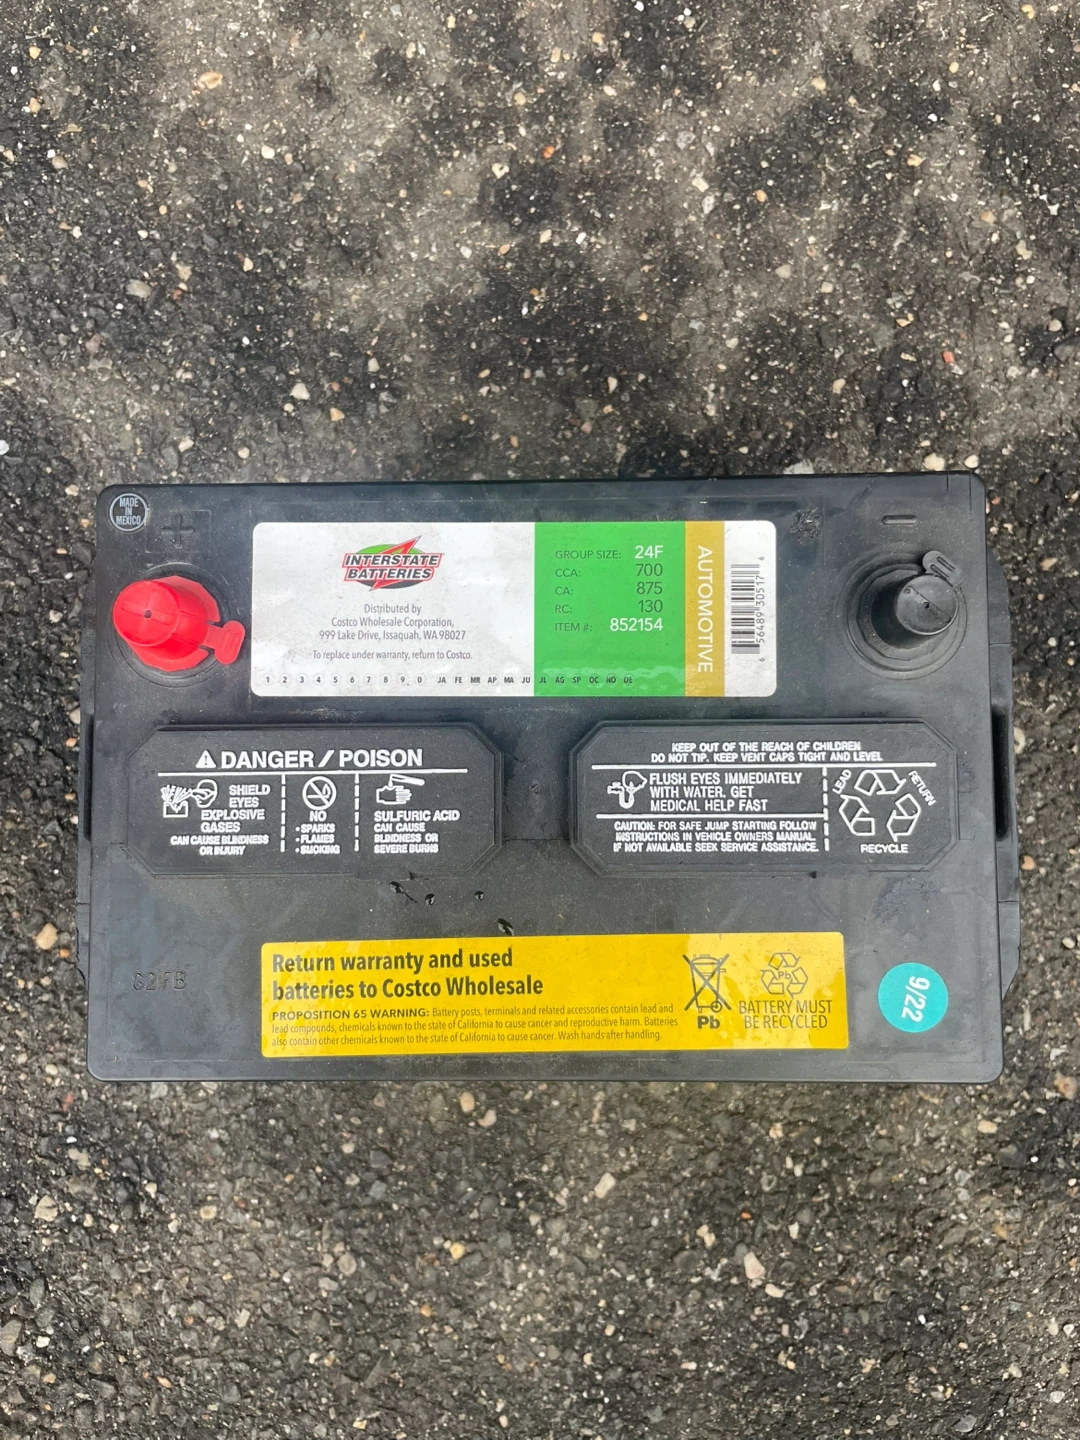 MADE
IN
MEXICO
+
INTERSTATE
BATTERIES
Distributed by
Costco Wholesale Corporation,
999 Lake Drive, Issaquah, WA 98027
To replace under warranty, return to Costco.
1 2 3 4 5 6 7 8 9 0 JA FE MR AP MA JU JL AG SP OC NO DE
GROUP SIZE: 24F
CCA: 700
CA: 875
RC: 130
ITEM #: 852154
AUTOMOTIVE
6 56489 30517 6
−
DANGER / POISON
SHIELD
EYES
EXPLOSIVE
GASES
CAN CAUSE BLINDNESS
OR INJURY
NO
• SPARKS
• FLAMES
• SMOKING
SULFURIC ACID
CAN CAUSE
BLINDNESS OR
SEVERE BURNS
KEEP OUT OF THE REACH OF CHILDREN
DO NOT TIP. KEEP VENT CAPS TIGHT AND LEVEL
FLUSH EYES IMMEDIATELY
WITH WATER. GET
MEDICAL HELP FAST
CAUTION: FOR SAFE JUMP STARTING FOLLOW
INSTRUCTIONS IN VEHICLE OWNERS MANUAL.
IF NOT AVAILABLE SEEK SERVICE ASSISTANCE.
LEAD
RETURN
RECYCLE
Return warranty and used
batteries to Costco Wholesale
PROPOSITION 65 WARNING: Battery posts, terminals and related accessories contain lead and
lead compounds, chemicals known to the state of California to cause cancer and reproductive harm. Batteries
also contain other chemicals known to the state of California to cause cancer. Wash hands after handling.
Pb
Pb
BATTERY MUST
BE RECYCLED
9/22